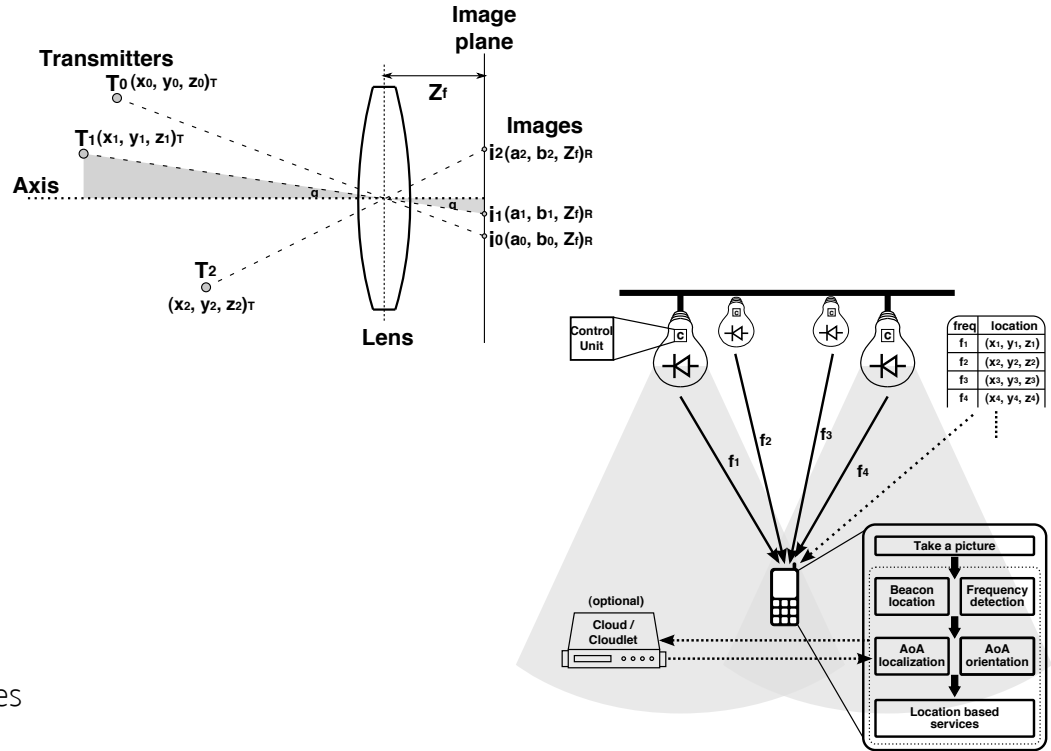 Image
plane
Transmitters
T0 (x0, y0, z0)T
Zf
T1 (x1, y1, z1)T
Images
i2 (a2, b2, Zf)R
Axis
α
α
i1 (a1, b1, Zf)R
i0 (a0, b0, Zf)R
T2
(x2, y2, z2)T
Lens
Control
Unit
c
c
c
c
freq location
f1 (x1, y1, z1)
f2 (x2, y2, z2)
f3 (x3, y3, z3)
f4 (x4, y4, z4)
f1
f2
f3
f4
Take a picture
Beacon
location
Frequency
detection
(optional)
Cloud /
Cloudlet
AoA
localization
AoA
orientation
Location based
services
es